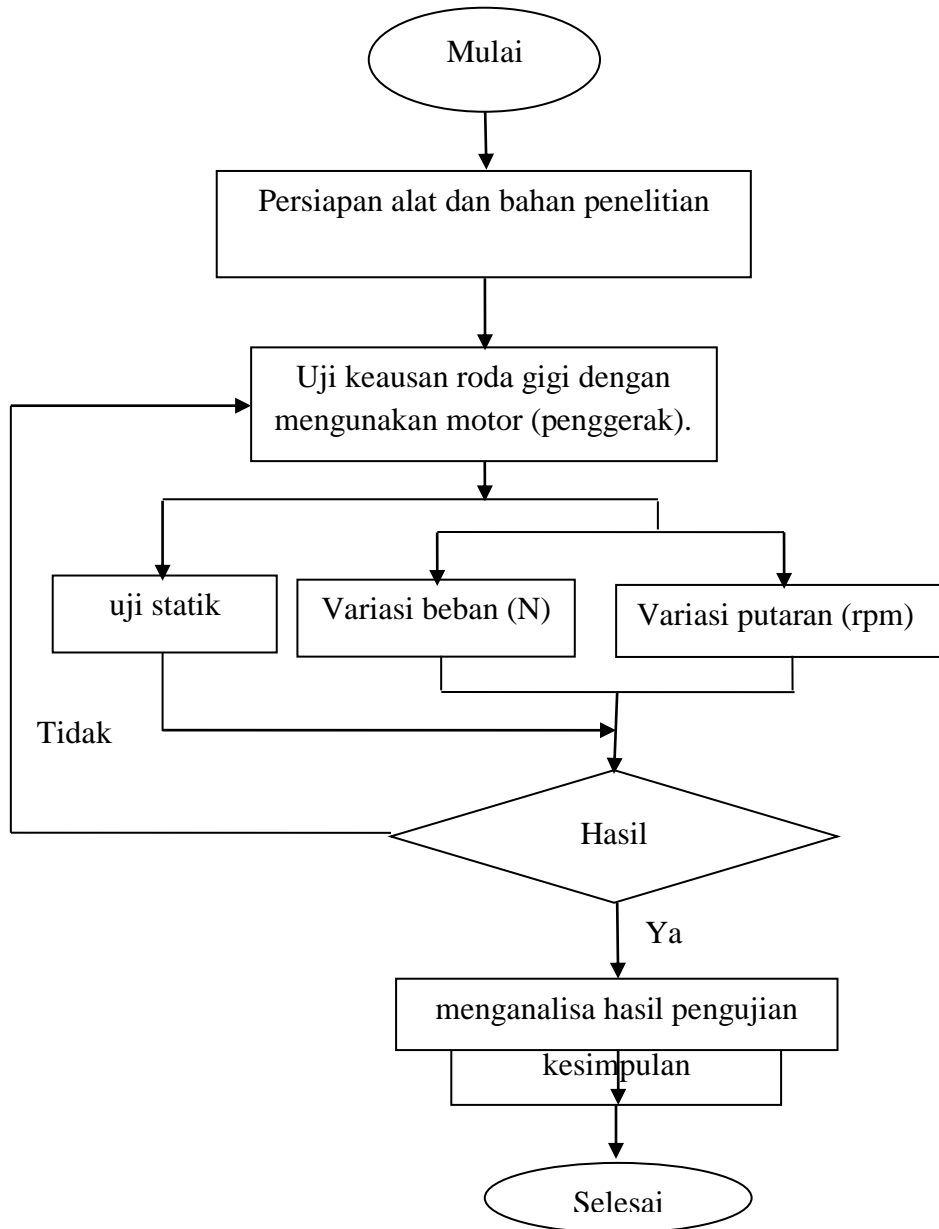 Mulai
Persiapan alat dan bahan penelitian
Uji keausan roda gigi dengan
mengunakan motor (penggerak).
uji statik
Variasi beban (N)
Variasi putaran (rpm)
Tidak
Hasil
Ya
menganalisa hasil pengujian
kesimpulan
Selesai